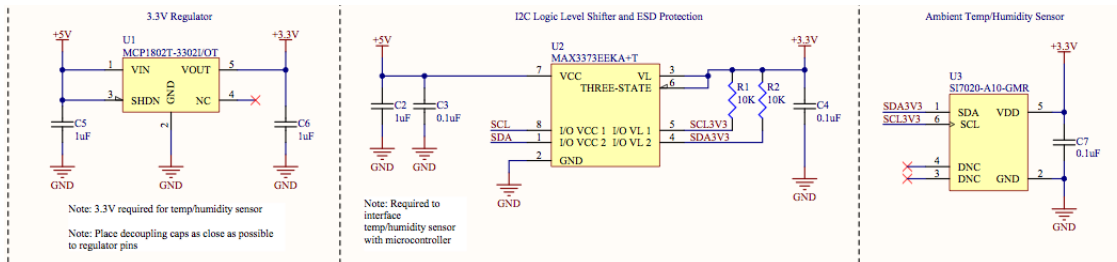 3.3V Regulator
+5V
U1
MCP1802T-3302I/OT
+3.3V
1
VIN
VOUT
5
3
SHDN
GND
NC
4
2
C5
1uF
C6
1uF
GND
GND
GND
Note: 3.3V required for temp/humidity sensor
Note: Place decoupling caps as close as possible
to regulator pins
I2C Logic Level Shifter and ESD Protection
+5V
U2
MAX3373EEKA+T
+3.3V
7
VCC
VL
3
THREE-STATE
6
R1
10K
R2
10K
C2
1uF
C3
0.1uF
C4
0.1uF
SCL
8
I/O VCC 1
I/O VL 1
5
SCL3V3
SDA
1
I/O VCC 2
I/O VL 2
4
SDA3V3
2
GND
GND
GND
GND
GND
Note: Required to
interface
temp/humidity sensor
with microcontroller
Ambient Temp/Humidity Sensor
+3.3V
U3
SI7020-A10-GMR
SDA3V3
1
SDA
VDD
5
SCL3V3
6
SCL
C7
0.1uF
4
DNC
3
DNC
GND
2
GND